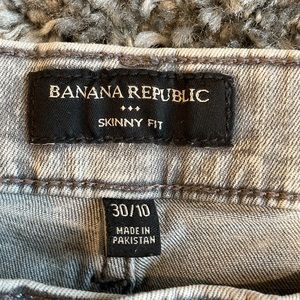 BANANA REPUBLIC
SKINNY FIT
30/10
MADE IN
PAKISTAN